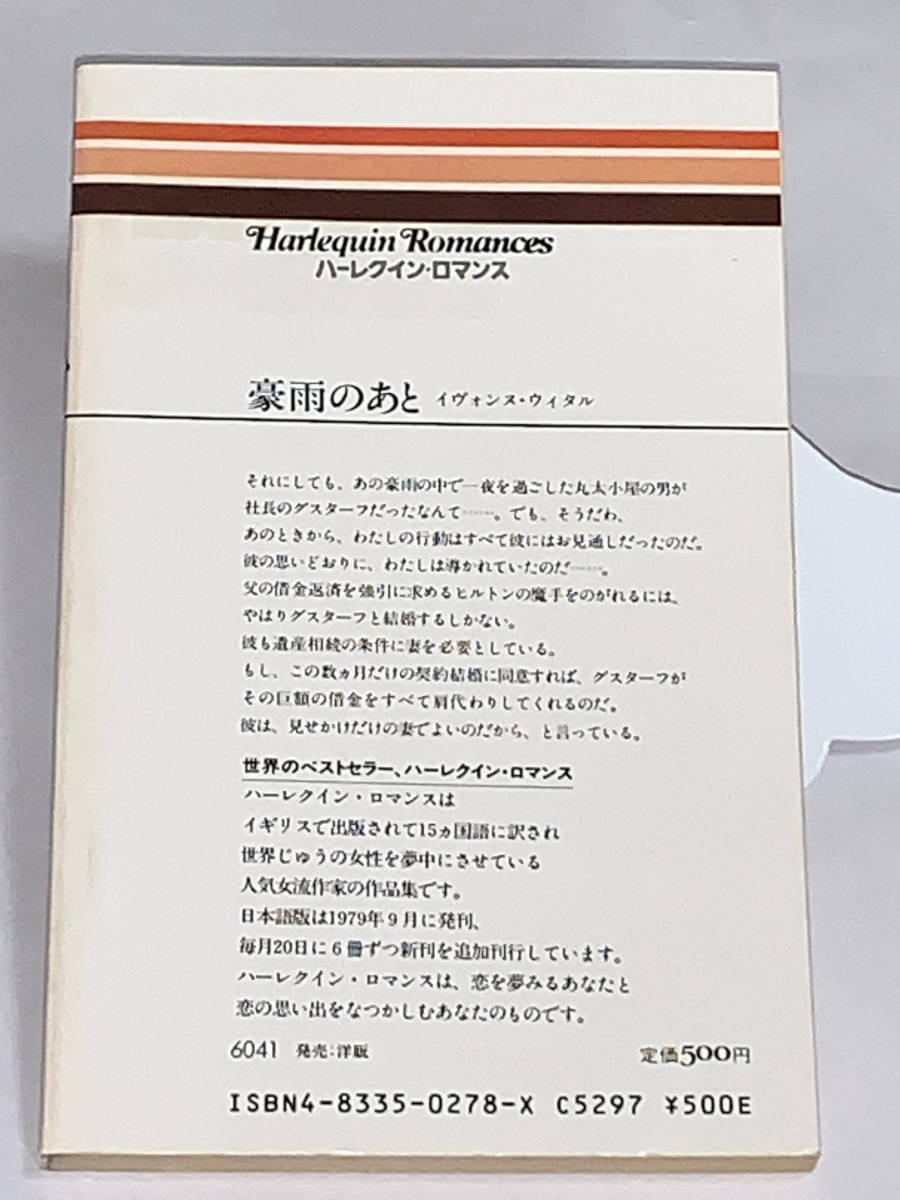 Harlequin Romances
ハーレクイン・ロマンス
豪雨のあと イヴォンヌ・ウィタル
それにしても、あの豪雨の中で一夜を過ごした丸太小屋の男が
社長のグスターフだったなんて……。でも、そうだわ、
あのときから、わたしの行動はすべて彼にはお見通しだったのだ。
彼の思いどおりに、わたしは導かれていたのだ……。
父の借金返済を強引に求めるヒルトンの魔手をのがれるには、
やはりグスターフと結婚するしかない。
彼も遺産相続の条件に妻を必要としている。
もし、この数ヵ月だけの契約結婚に同意すれば、グスターフが
その巨額の借金をすべて肩代わりしてくれるのだ。
彼は、見せかけだけの妻でよいのだから、と言っている。
世界のベストセラー、ハーレクイン・ロマンス
ハーレクイン・ロマンスは
イギリスで出版されて15ヵ国語に訳され
世界じゅうの女性を夢中にさせている
人気女流作家の作品集です。
日本語版は1979年9月に発刊、
毎月20日に6冊ずつ新刊を追加刊行しています。
ハーレクイン・ロマンスは、恋を夢みるあなたと
恋の思い出をなつかしむあなたのものです。
6041 発売:洋販 定価500円
ISBN4-8335-0278-X C5297 ¥500E